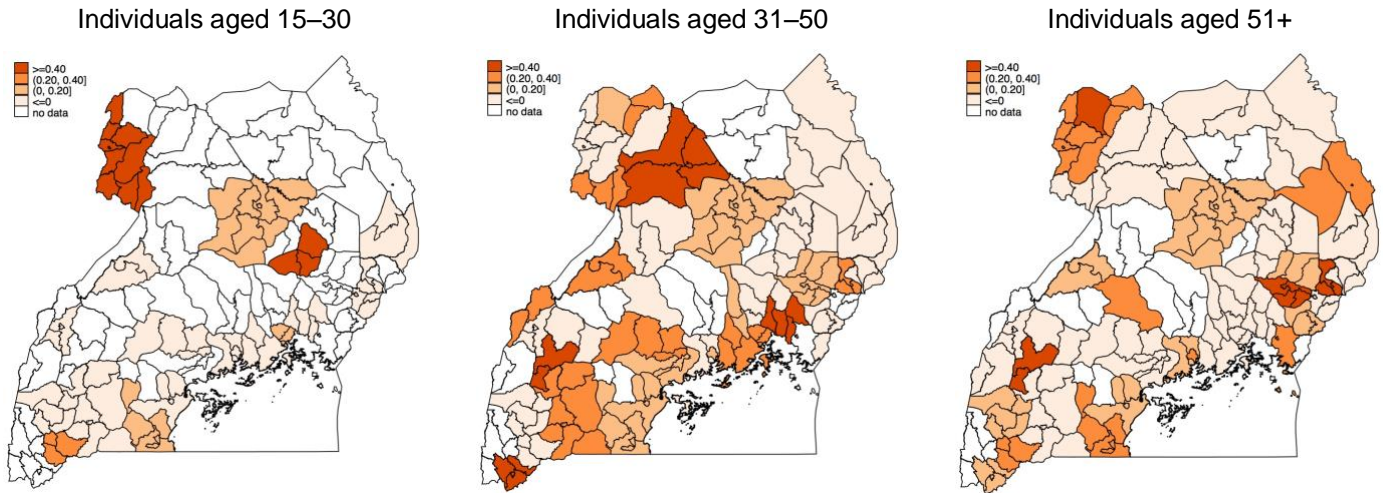 Individuals aged 15–30
>=0.40
(0.20, 0.40]
(0, 0.20]
<=0
no data
Individuals aged 31–50
>=0.40
(0.20, 0.40]
(0, 0.20]
<=0
no data
Individuals aged 51+
>=0.40
(0.20, 0.40]
(0, 0.20]
<=0
no data